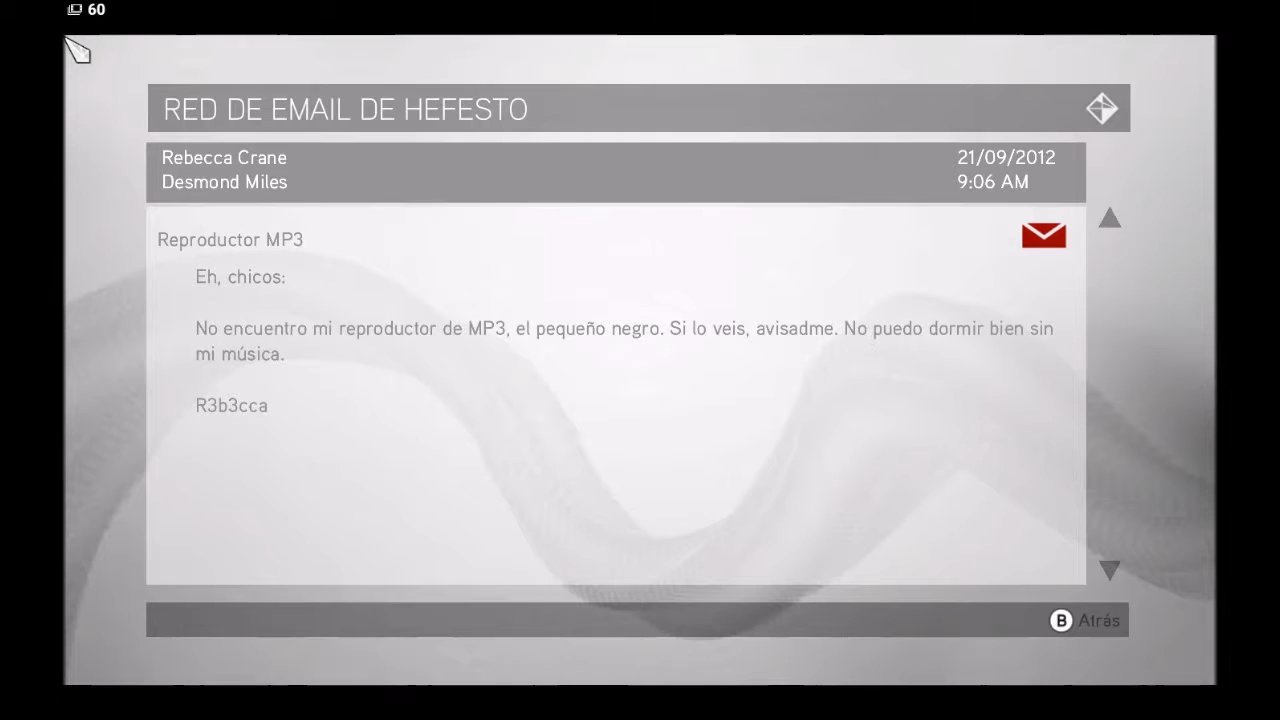 60
RED DE EMAIL DE HEFESTO
Rebecca Crane
21/09/2012
Desmond Miles
9:06 AM
Reproductor MP3
Eh, chicos:
No encuentro mi reproductor de MP3, el pequeño negro. Si lo veis, avisadme. No puedo dormir bien sin
mi música.
R3b3cca
B Atrás